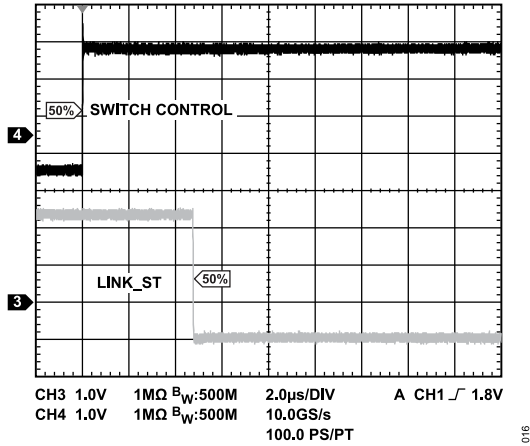 50% SWITCH CONTROL
4
LINK_ST 50%
3
CH3 1.0V 1MΩ BW:500M 2.0µs/DIV A CH1 1.8V
CH4 1.0V 1MΩ BW:500M 10.0GS/s
100.0 PS/PT
016